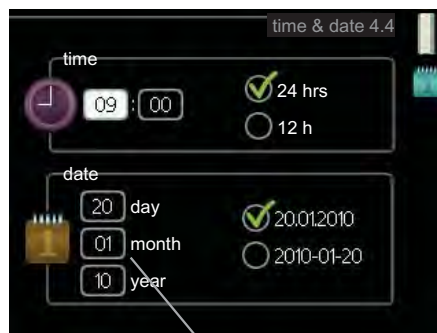 time & date 4.4
time
09 : 00
24 hrs
12 h
date
20 day
01 month
10 year
20.01.2010
2010-01-20
1